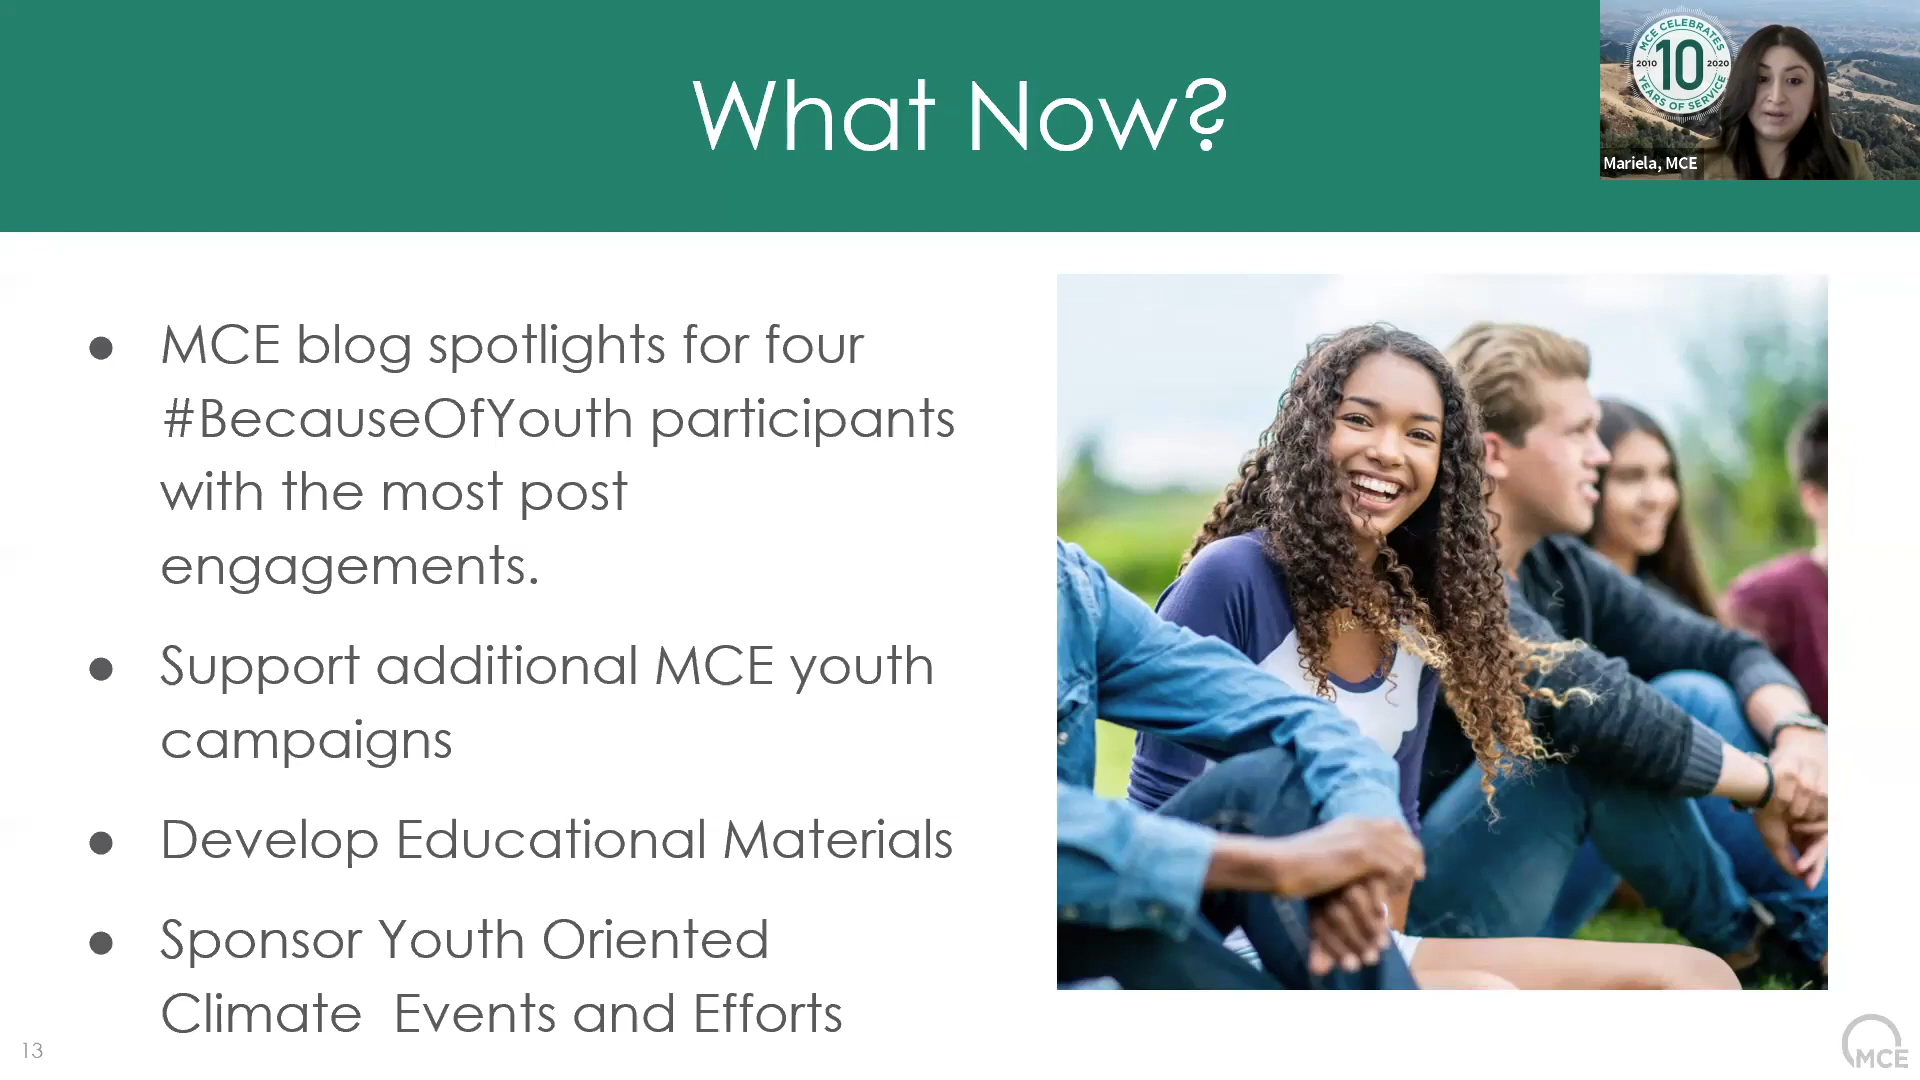 What Now?
MCE CELEBRATES
2010 10 2020
YEARS OF SERVICE
Mariela, MCE
● MCE blog spotlights for four
#BecauseOfYouth participants
with the most post
engagements.
● Support additional MCE youth
campaigns
● Develop Educational Materials
● Sponsor Youth Oriented
Climate  Events and Efforts
13
MCE